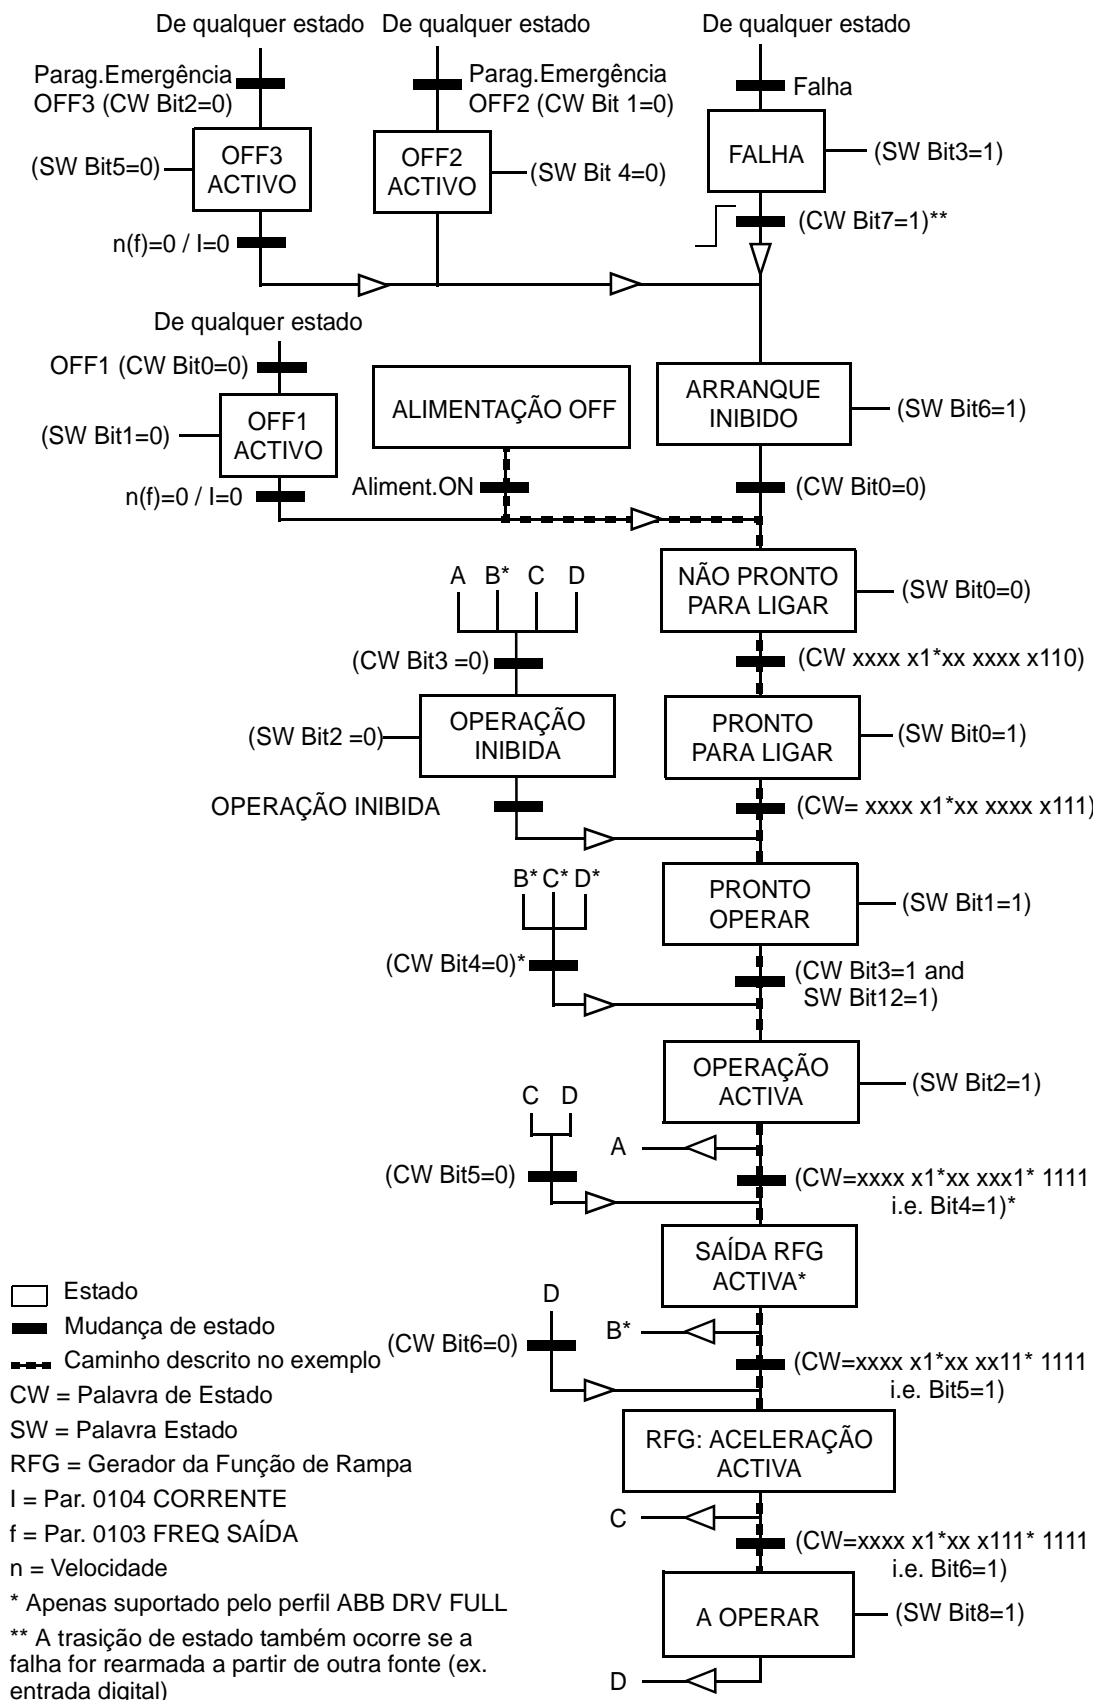 De qualquer estado
De qualquer estado
De qualquer estado
Parag.Emergência
OFF3 (CW Bit2=0)
Parag.Emergência
OFF2 (CW Bit 1=0)
Falha
OFF3
ACTIVO
(SW Bit5=0)
OFF2
ACTIVO
(SW Bit 4=0)
FALHA
(SW Bit3=1)
n(f)=0 / I=0
(CW Bit7=1)**
De qualquer estado
OFF1 (CW Bit0=0)
OFF1
ACTIVO
(SW Bit1=0)
ALIMENTAÇÃO OFF
ARRANQUE
INIBIDO
(SW Bit6=1)
n(f)=0 / I=0
Aliment.ON
(CW Bit0=0)
A B* C D
NÃO PRONTO
PARA LIGAR
(SW Bit0=0)
(CW Bit3 =0)
(CW xxxx x1*xx xxxx x110)
OPERAÇÃO
INIBIDA
(SW Bit2 =0)
PRONTO
PARA LIGAR
(SW Bit0=1)
OPERAÇÃO INIBIDA
(CW= xxxx x1*xx xxxx x111)
B* C* D*
PRONTO
OPERAR
(SW Bit1=1)
(CW Bit4=0)*
(CW Bit3=1 and
SW Bit12=1)
OPERAÇÃO
ACTIVA
(SW Bit2=1)
C D
A
(CW Bit5=0)
(CW=xxxx x1*xx xxx1* 1111
i.e. Bit4=1)*
SAÍDA RFG
ACTIVA*
D
B*
(CW Bit6=0)
(CW=xxxx x1*xx xx11* 1111
i.e. Bit5=1)
RFG: ACELERAÇÃO
ACTIVA
C
(CW=xxxx x1*xx x111* 1111
i.e. Bit6=1)
A OPERAR
(SW Bit8=1)
D
Estado
Mudança de estado
Caminho descrito no exemplo
CW = Palavra de Estado
SW = Palavra Estado
RFG = Gerador da Função de Rampa
I = Par. 0104 CORRENTE
f = Par. 0103 FREQ SAÍDA
n = Velocidade
* Apenas suportado pelo perfil ABB DRV FULL
** A trasição de estado também ocorre se a
falha for rearmada a partir de outra fonte (ex.
entrada digital)